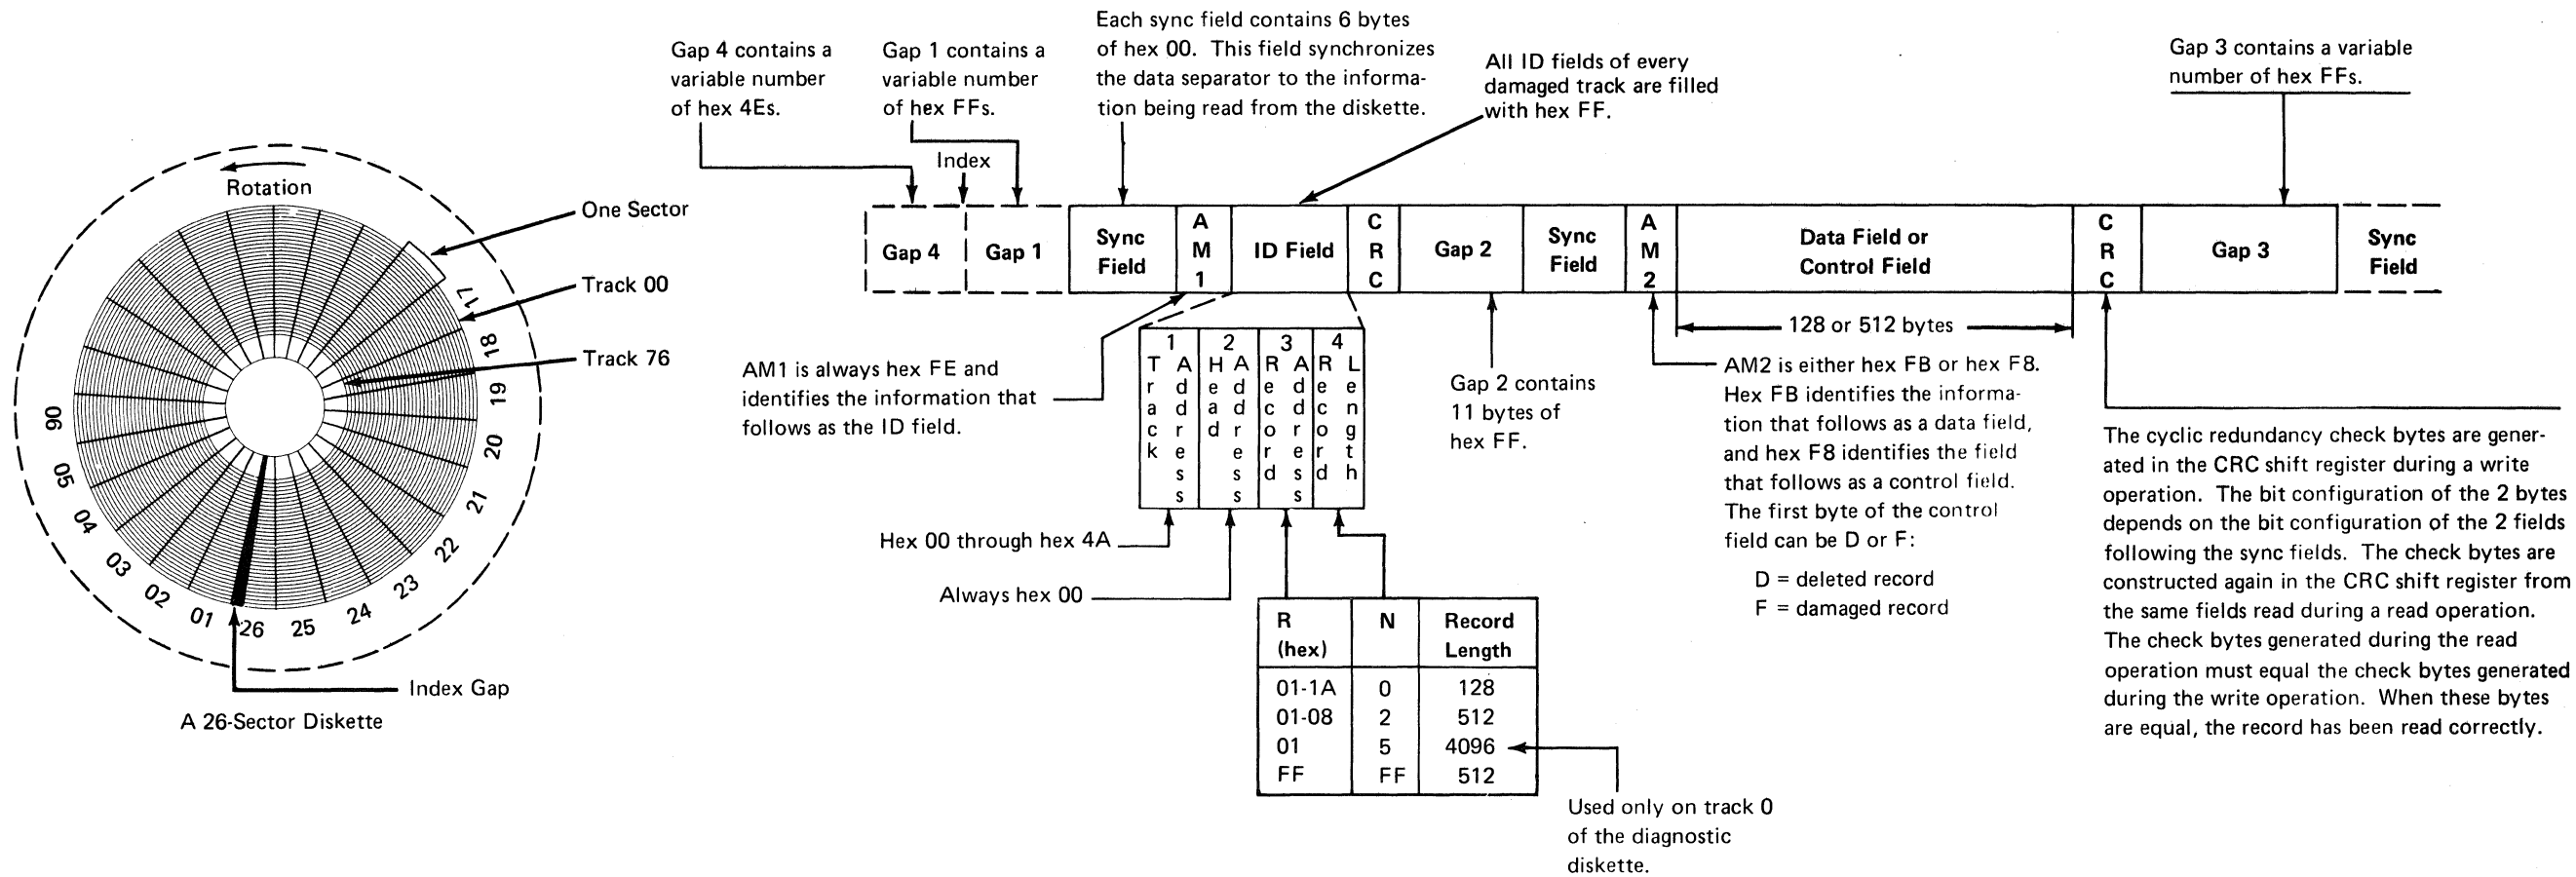 Rotation
One Sector
Track 00
Track 76
17
18
19
20
21
22
23
24
25
26
01
02
03
04
05
06
Index Gap
A 26-Sector Diskette
Gap 4 contains a
variable number
of hex 4Es.
Gap 1 contains a
variable number
of hex FFs.
Index
Each sync field contains 6 bytes
of hex 00. This field synchronizes
the data separator to the informa-
tion being read from the diskette.
All ID fields of every
damaged track are filled
with hex FF.
Gap 3 contains a variable
number of hex FFs.
Gap 4
Gap 1
Sync
Field
AM1
ID Field
CRC
Gap 2
Sync
Field
AM2
Data Field or
Control Field
CRC
Gap 3
Sync
Field
128 or 512 bytes
AM1 is always hex FE and
identifies the information that
follows as the ID field.
1
Track
Address
2
Head
Address
3
Record
Address
4
Record
Length
Hex 00 through hex 4A
Always hex 00
Gap 2 contains
11 bytes of
hex FF.
AM2 is either hex FB or hex F8.
Hex FB identifies the informa-
tion that follows as a data field,
and hex F8 identifies the field
that follows as a control field.
The first byte of the control
field can be D or F:
D = deleted record
F = damaged record
The cyclic redundancy check bytes are gener-
ated in the CRC shift register during a write
operation. The bit configuration of the 2 bytes
depends on the bit configuration of the 2 fields
following the sync fields. The check bytes are
constructed again in the CRC shift register from
the same fields read during a read operation.
The check bytes generated during the read
operation must equal the check bytes generated
during the write operation. When these bytes
are equal, the record has been read correctly.
R N Record
(hex) Length
01-1A 0 128
01-08 2 512
01 5 4096
FF FF 512
Used only on track 0
of the diagnostic
diskette.